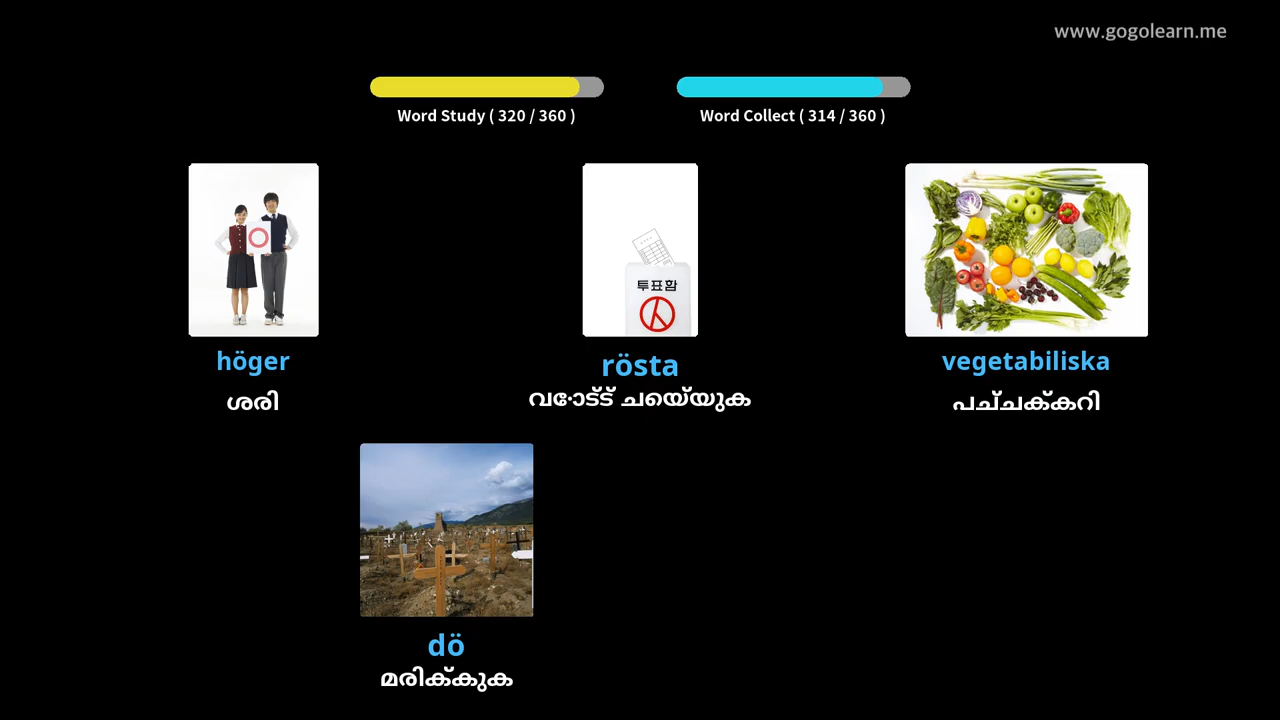 www.gogolearn.me
Word Study ( 320 / 360 )
Word Collect ( 314 / 360 )
투표함
höger
rösta
vegetabiliska
ശരി
വോട്ട് ചെയ്യുക
പച്ചക്കറി
dö
മരിക്കുക